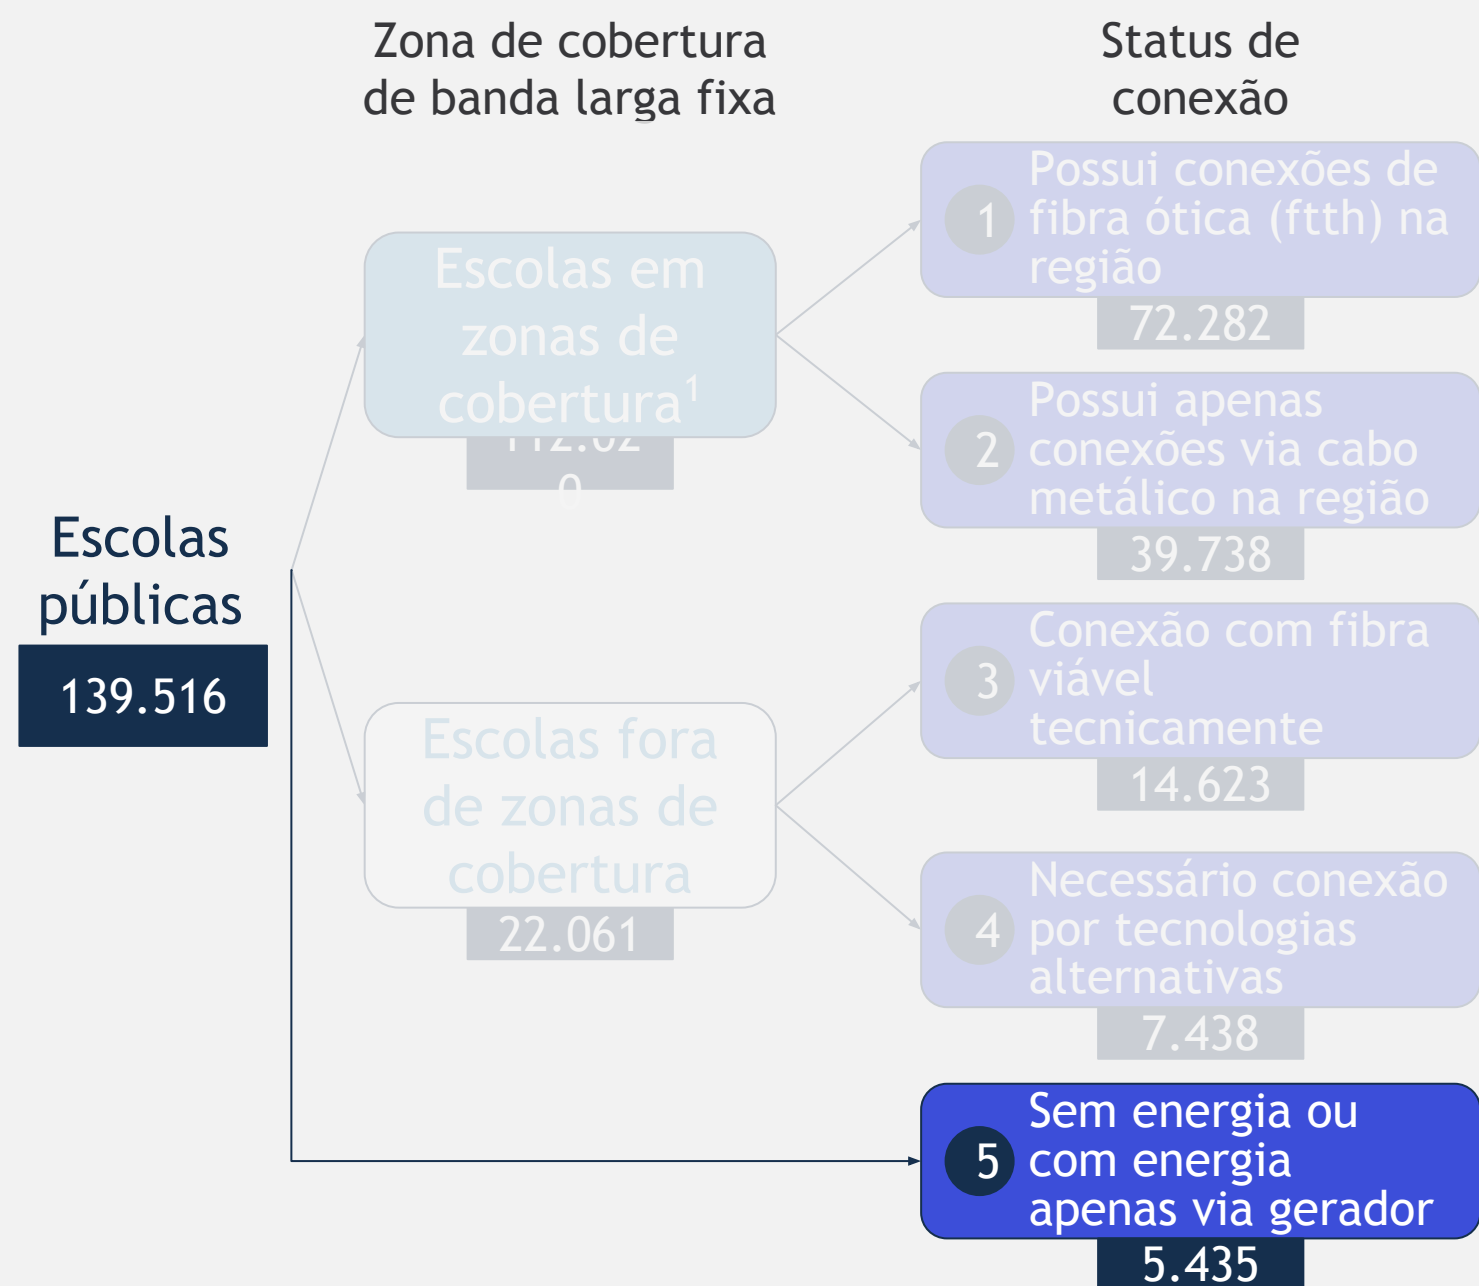 Zona de cobertura
de banda larga fixa
Status de
conexão
Escolas
públicas
139.516
Escolas em
zonas de
cobertura¹
112.02
0
Escolas fora
de zonas de
cobertura
22.061
1
Possui conexões de
fibra ótica (ftth) na
região
72.282
2
Possui apenas
conexões via cabo
metálico na região
39.738
3
Conexão com fibra
viável
tecnicamente
14.623
4
Necessário conexão
por tecnologias
alternativas
7.438
5
Sem energia ou
com energia
apenas via gerador
5.435